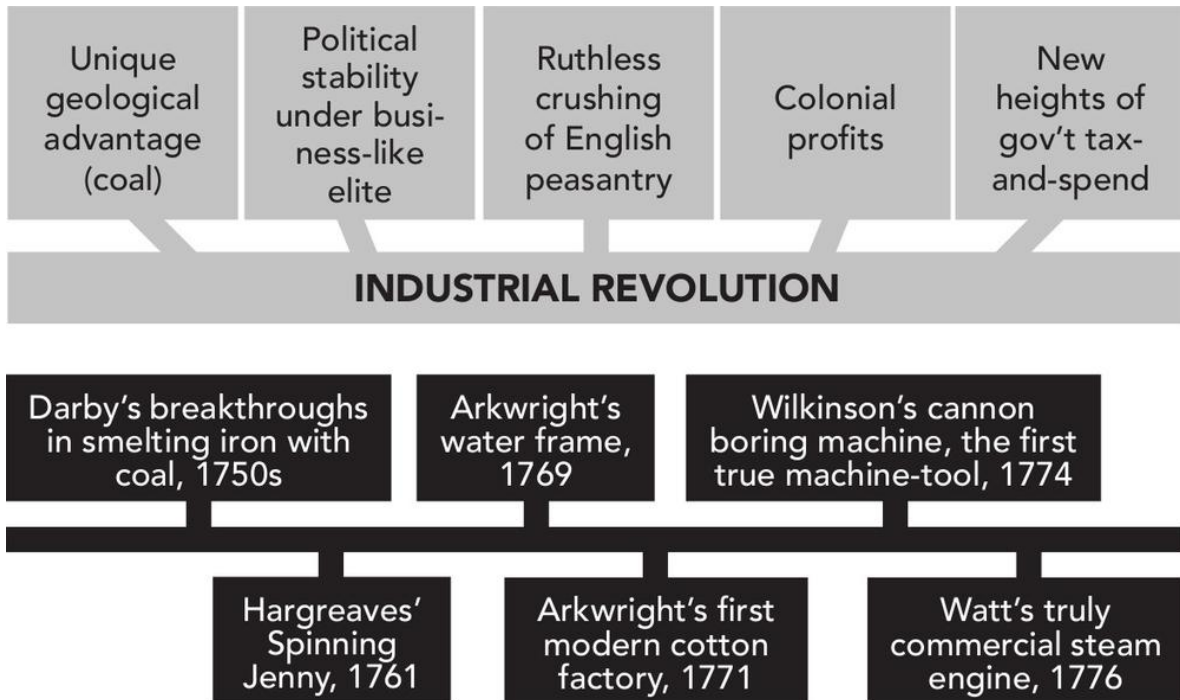 Unique
geological
advantage
(coal)
Political
stability
under busi-
ness-like
elite
Ruthless
crushing
of English
peasantry
Colonial
profits
New
heights of
gov’t tax-
and-spend
INDUSTRIAL REVOLUTION
Darby’s breakthroughs
in smelting iron with
coal, 1750s
Arkwright’s
water frame,
1769
Wilkinson’s cannon
boring machine, the first
true machine-tool, 1774
Hargreaves’
Spinning
Jenny, 1761
Arkwright’s first
modern cotton
factory, 1771
Watt’s truly
commercial steam
engine, 1776